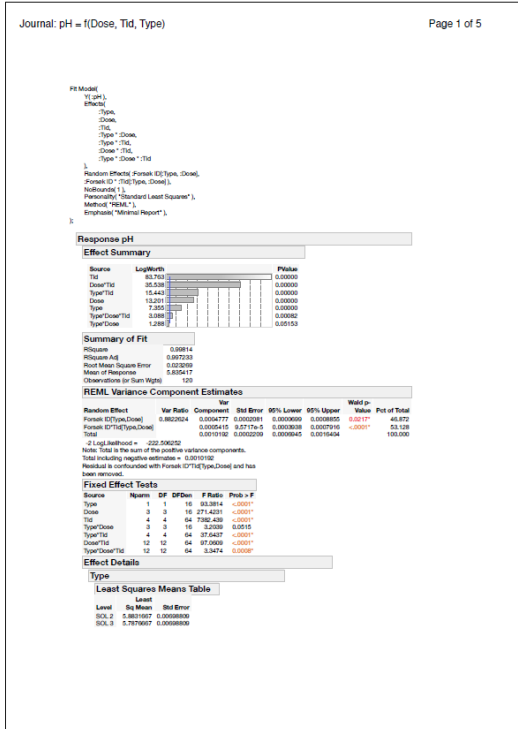 Journal: pH = f(Dose, Tid, Type)
Page 1 of 5
Fit Model(
Y( :pH ),
Effects(
:Type,
:Dose,
:Tid,
:Type * :Dose,
:Type * :Tid,
:Dose * :Tid,
:Type * :Dose * :Tid
),
Random Effects( :Forsøk ID[:Type, :Dose],
:Forsøk ID * :Tid[:Type, :Dose] ),
NoBounds( 1 ),
Personality( "Standard Least Squares" ),
Method( "REML" ),
Emphasis( "Minimal Report" ),
);
Response pH
Effect Summary
Source LogWorth PValue
Tid 83.763 0.00000
Dose*Tid 35.538 0.00000
Type*Tid 15.443 0.00000
Dose 13.201 0.00000
Type 7.355 0.00000
Type*Dose*Tid 3.088 0.00082
Type*Dose 1.288 0.05153
Summary of Fit
RSquare 0.99814
RSquare Adj 0.997233
Root Mean Square Error 0.023269
Mean of Response 5.835417
Observations (or Sum Wgts) 120
REML Variance Component Estimates
Random Effect Var Ratio Var Component Std Error 95% Lower 95% Upper Wald p-Value Pct of Total
Forsøk ID[Type,Dose] 0.8822624 0.0004777 0.0002081 0.0000699 0.0008855 0.0217* 46.872
Forsøk ID*Tid[Type,Dose] 0.0005415 9.5717e-5 0.0003938 0.0007916 <.0001* 53.128
Total 0.0010192 0.0002209 0.0006945 0.0016404 100.000
-2 LogLikelihood = -222.506252
Note: Total is the sum of the positive variance components.
Total including negative estimates = 0.0010192
Residual is confounded with Forsøk ID*Tid[Type,Dose] and has
been removed.
Fixed Effect Tests
Source Nparm DF DFDen F Ratio Prob > F
Type 1 1 16 93.3814 <.0001*
Dose 3 3 16 271.4231 <.0001*
Tid 4 4 64 7382.439 <.0001*
Type*Dose 3 3 16 3.2039 0.0515
Type*Tid 4 4 64 37.6437 <.0001*
Dose*Tid 12 12 64 97.0609 <.0001*
Type*Dose*Tid 12 12 64 3.3474 0.0008*
Effect Details
Type
Least Squares Means Table
Level Least Sq Mean Std Error
SOL.2 5.8831667 0.00698809
SOL.3 5.7876667 0.00698809